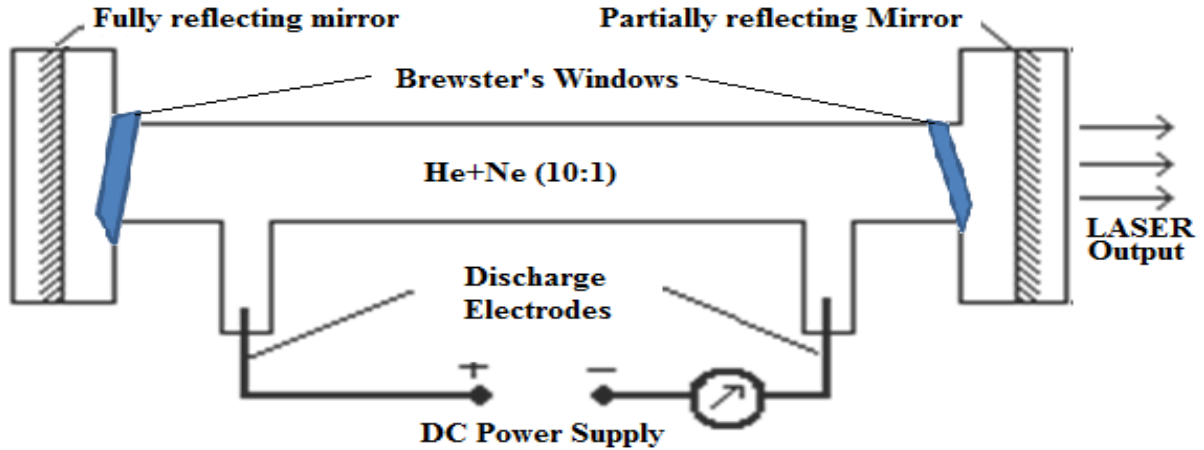 Fully reflecting mirror
Partially reflecting Mirror
Brewster's Windows
He+Ne (10:1)
LASER
Output
Discharge
Electrodes
+ −
DC Power Supply